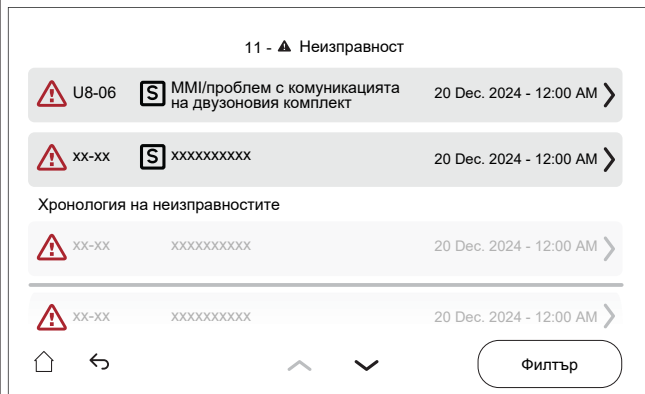 11 - Неизправност
U8-06 S MMI/проблем с комуникацията 20 Dec. 2024 - 12:00 AM
на двузоновия комплект
xx-xx S xxxxxxxxxx 20 Dec. 2024 - 12:00 AM
Хронология на неизправностите
xx-xx xxxxxxxxxx 20 Dec. 2024 - 12:00 AM
xx-xx xxxxxxxxxx 20 Dec. 2024 - 12:00 AM
Филтър